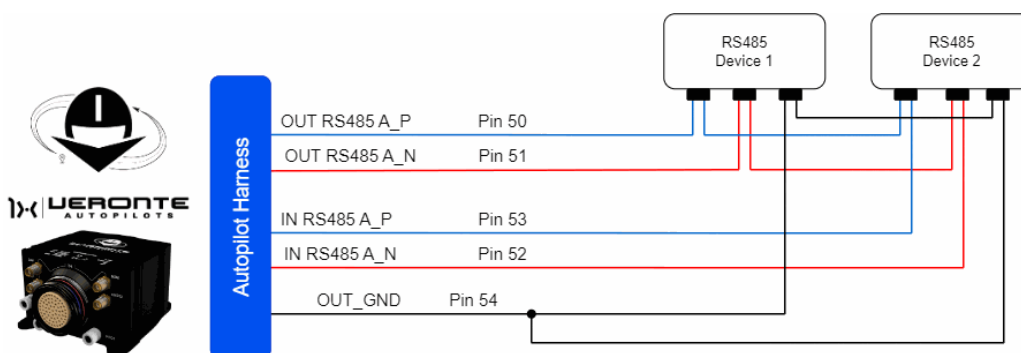 RS485
Device 1
RS485
Device 2
OUT RS485 A_P Pin 50
OUT RS485 A_N Pin 51
IN RS485 A_P Pin 53
IN RS485 A_N Pin 52
OUT_GND Pin 54
Autopilot Harness
VERONTE
AUTOPILOTS